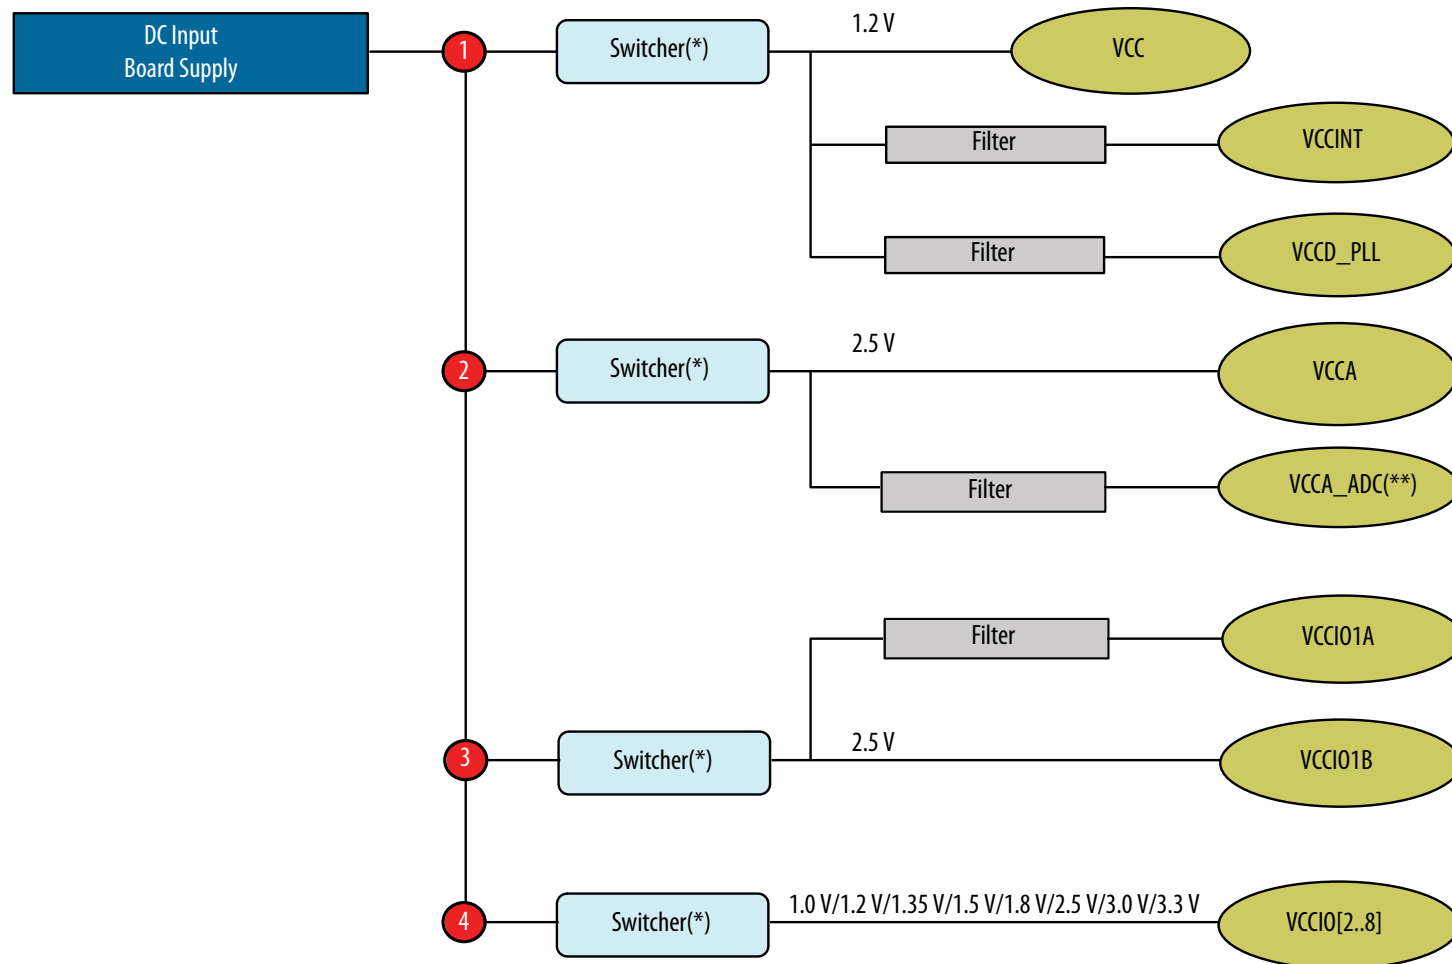 DC Input
Board Supply
1
Switcher(*)
1.2 V
VCC
Filter
VCCINT
Filter
VCCD_PLL
2
Switcher(*)
2.5 V
VCCA
Filter
VCCA_ADC(**)
Filter
VCCIO1A
3
Switcher(*)
2.5 V
VCCIO1B
4
Switcher(*)
1.0 V/1.2 V/1.35 V/1.5 V/1.8 V/2.5 V/3.0 V/3.3 V
VCCIO[2..8]